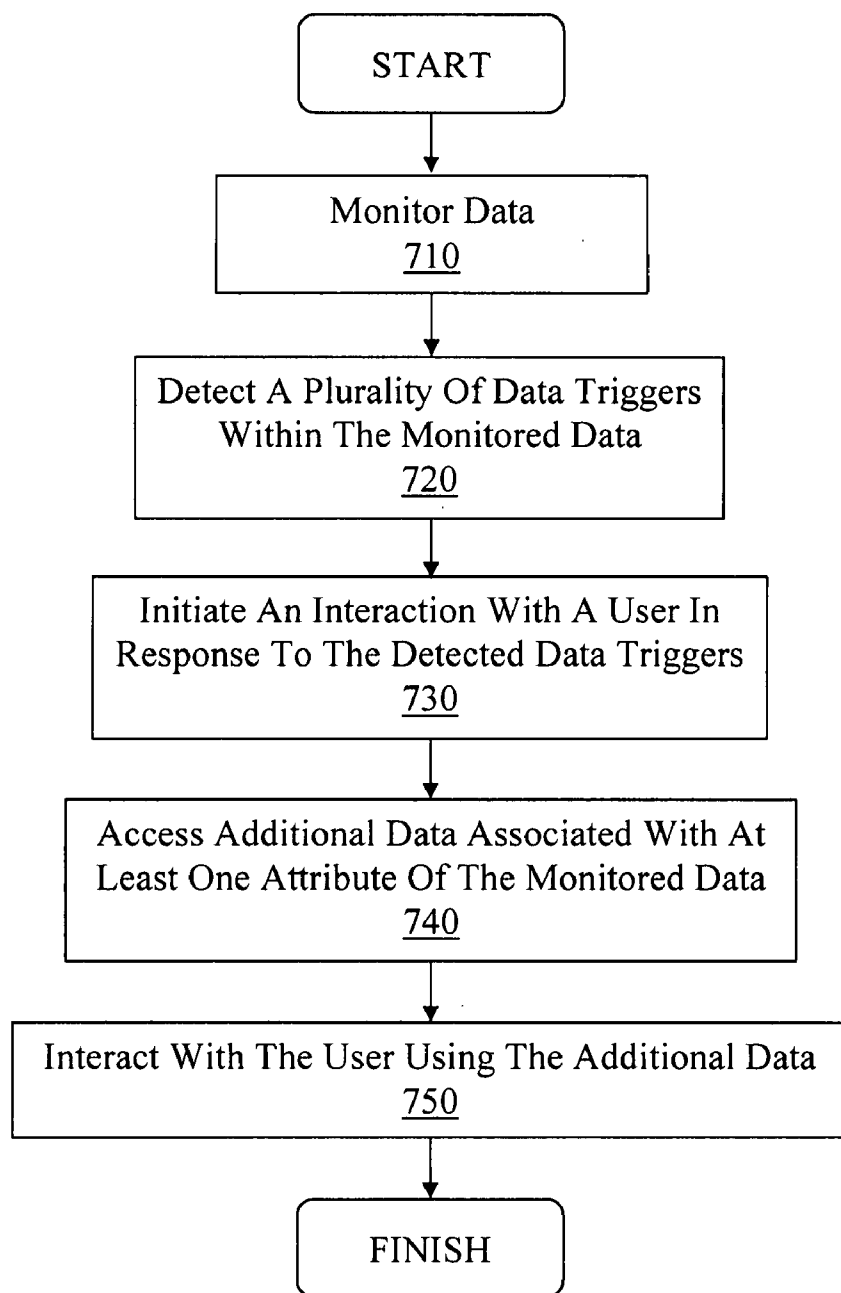 START
Monitor Data
710
Detect A Plurality Of Data Triggers
Within The Monitored Data
720
Initiate An Interaction With A User In
Response To The Detected Data Triggers
730
Access Additional Data Associated With At
Least One Attribute Of The Monitored Data
740
Interact With The User Using The Additional Data
750
FINISH